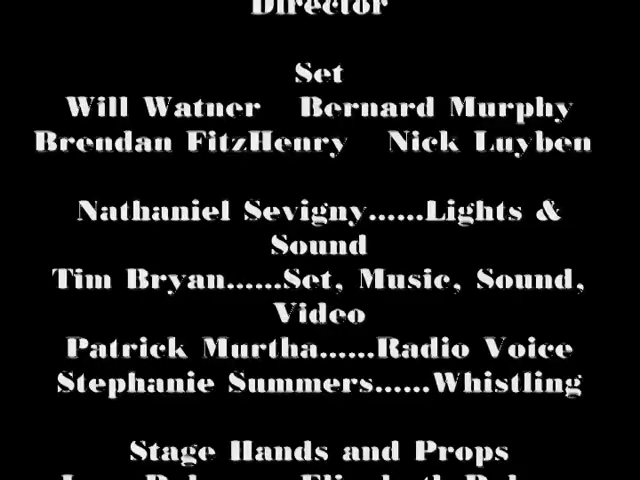 Director
Set
Will Watner Bernard Murphy
Brendan FitzHenry Nick Luyben
Nathaniel Sevigny......Lights &
Sound
Tim Bryan......Set, Music, Sound,
Video
Patrick Murtha......Radio Voice
Stephanie Summers......Whistling
Stage Hands and Props